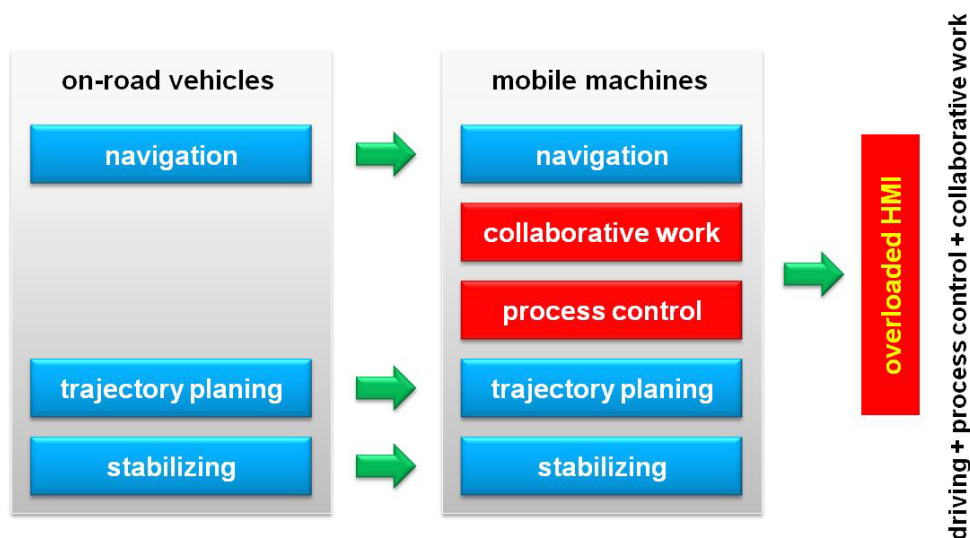 on-road vehicles
navigation
trajectory planing
stabilizing
mobile machines
navigation
collaborative work
process control
trajectory planing
stabilizing
overloaded HMI
driving + process control + collaborative work